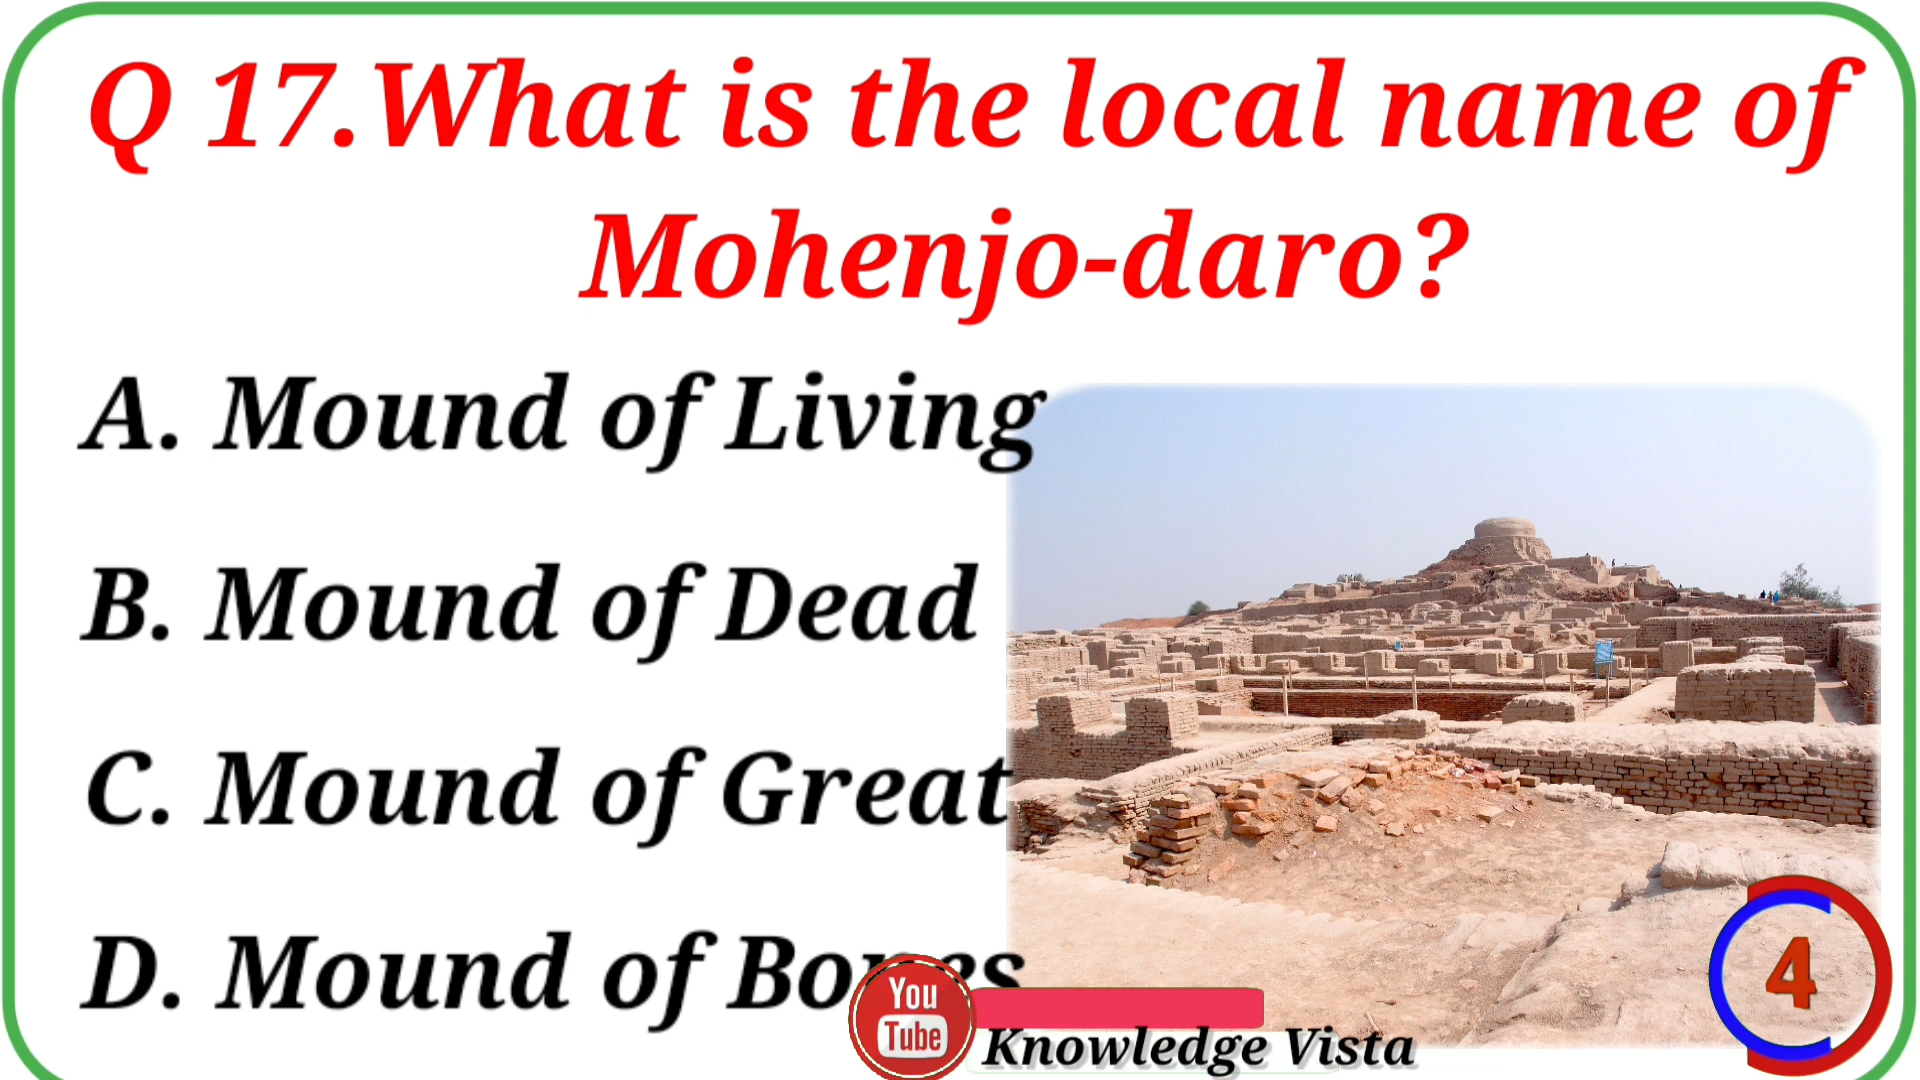 Q 17.What is the local name of
Mohenjo-daro?
A. Mound of Living
B. Mound of Dead
C. Mound of Great
D. Mound of Bones
You
Tube
Knowledge Vista
4